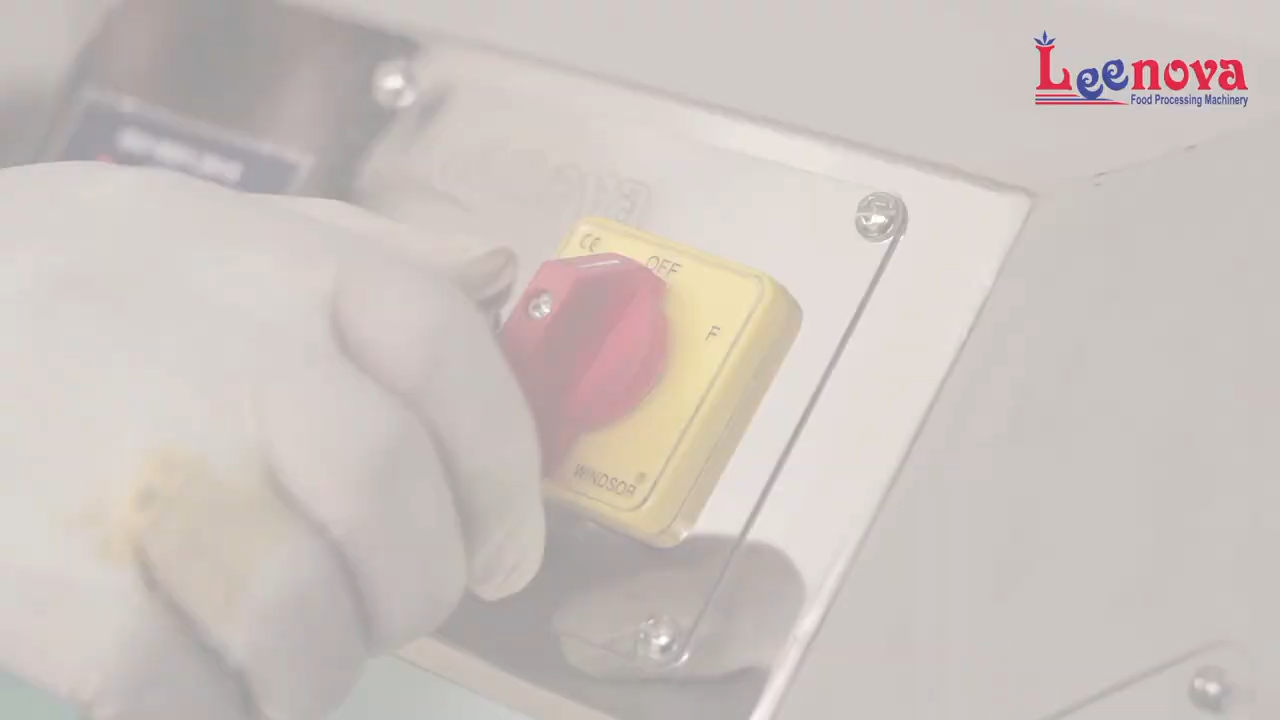 Leenova
Food Processing Machinery
CE
OFF
F
WINDSOR®